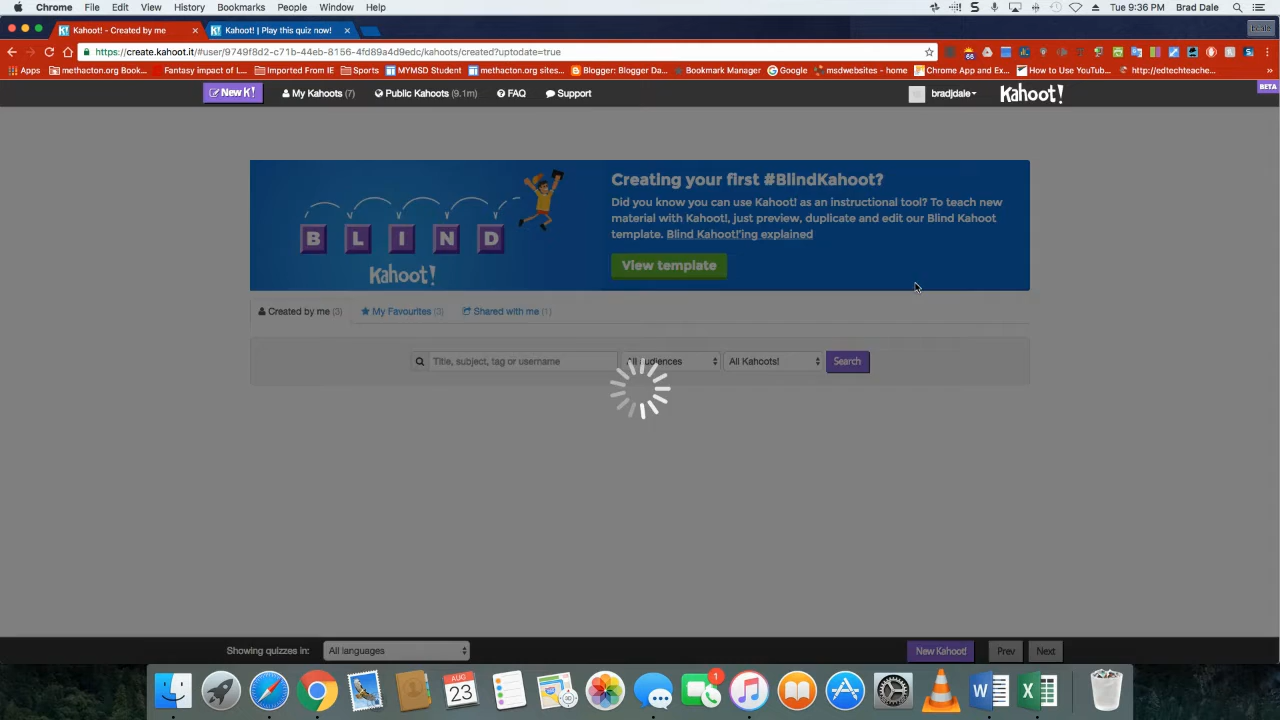 Chrome File Edit View History Bookmarks People Window Help Tue 9:36 PM Brad Dale
Kahoot! - Created by me Kahoot! | Play this quiz now! Beale
https://create.kahoot.it/#user/9749f8d2-c71b-44eb-8156-4fd89a4d9edc/kahoots/created?uptodate=true
Apps methacton.org Book... Fantasy impact of L... Imported From IE Sports MYMSD Student methacton.org sites... Blogger: Blogger Da... Bookmark Manager Google msdwebsites - home Chrome App and Ex... How to Use YouTub... http://edtechteache... »
New K! My Kahoots (7) Public Kahoots (9.1m) FAQ Support bradjdale Kahoot! BETA
Creating your first #BlindKahoot?
Did you know you can use Kahoot! as an instructional tool? To teach new
material with Kahoot!, just preview, duplicate and edit our Blind Kahoot
template. Blind Kahoot!'ing explained
BLIND
Kahoot!
View template
Created by me (3) My Favourites (3) Shared with me (1)
Title, subject, tag or username All audiences All Kahoots! Search
Showing quizzes in: All languages New Kahoot! Prev Next
AUG
23
1